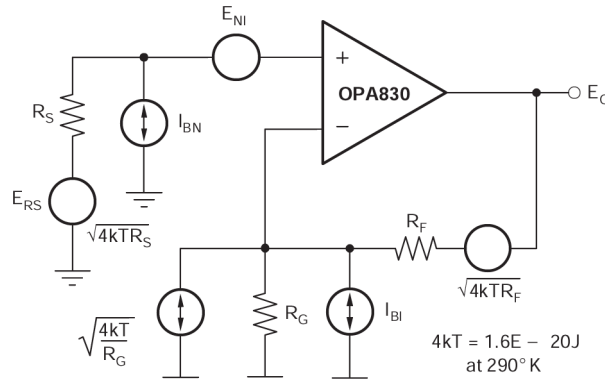 E_NI
+
OPA830
E_O
R_S
I_BN
−
E_RS
√4kTR_S
R_F
√4kTR_F
√4kT/R_G
R_G
I_BI
4kT = 1.6E − 20J
at 290°K